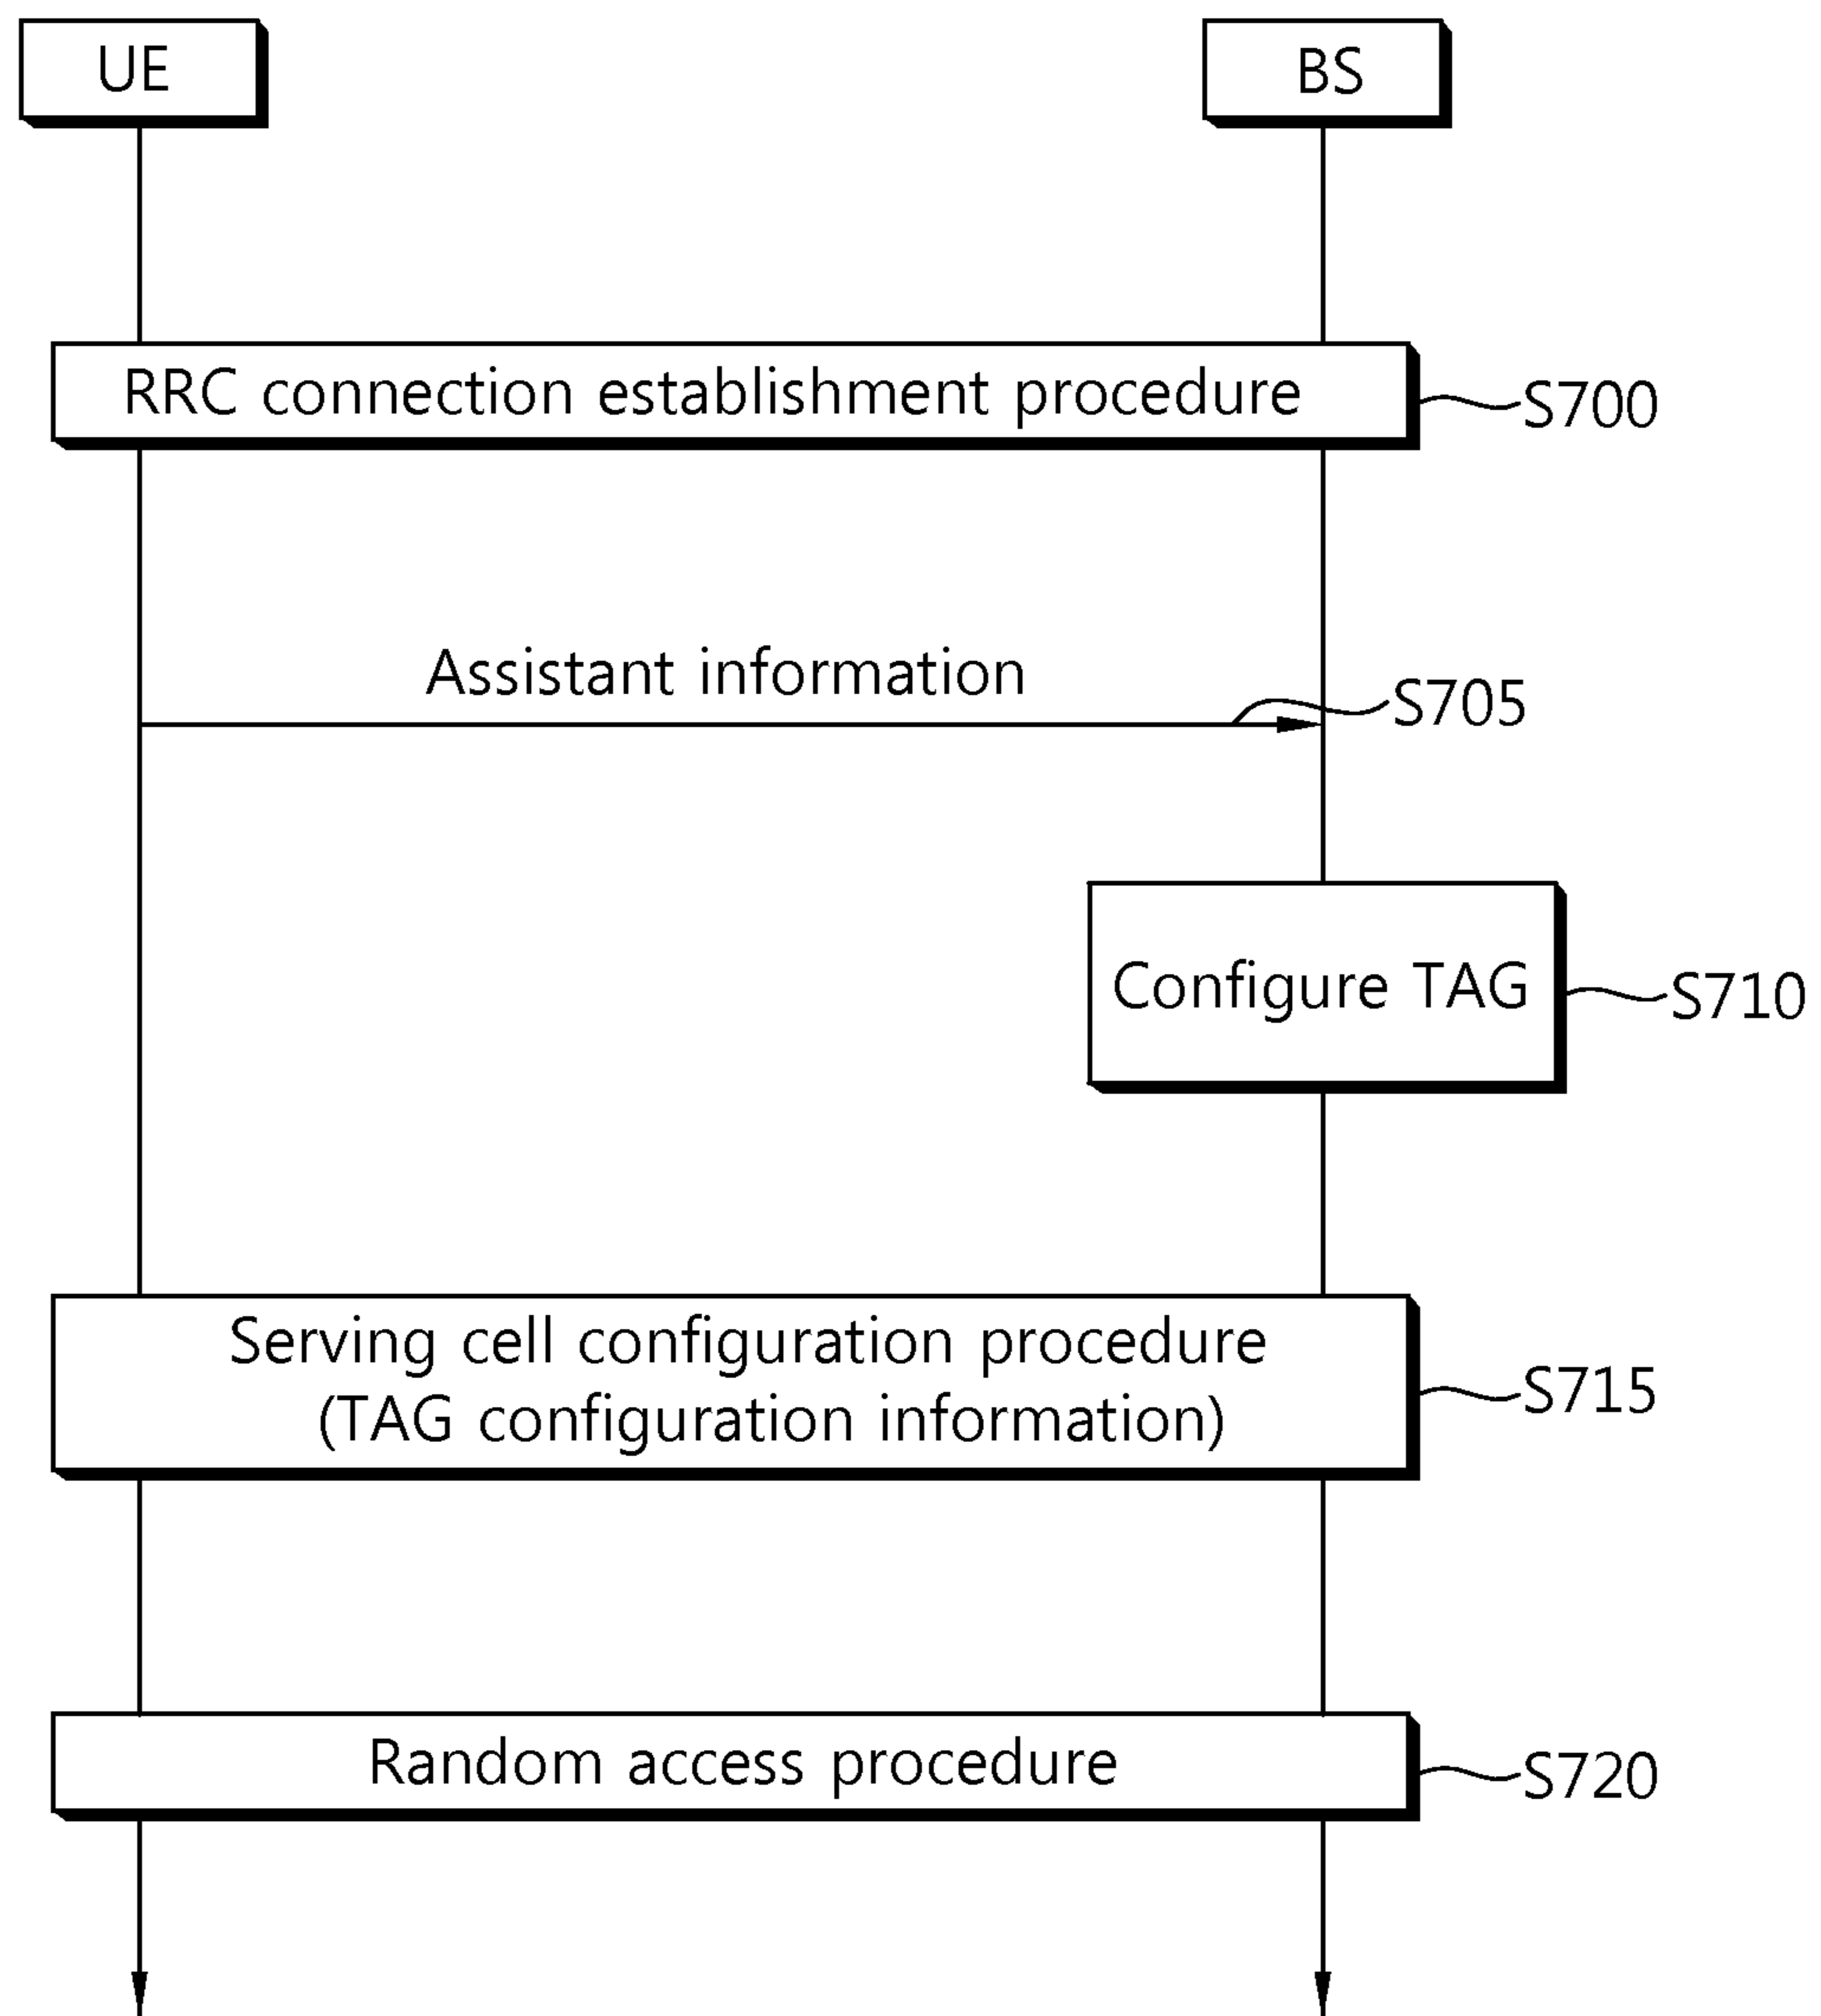 UE
BS
RRC connection establishment procedure
S700
Assistant information
S705
Configure TAG
S710
Serving cell configuration procedure
(TAG configuration information)
S715
Random access procedure
S720